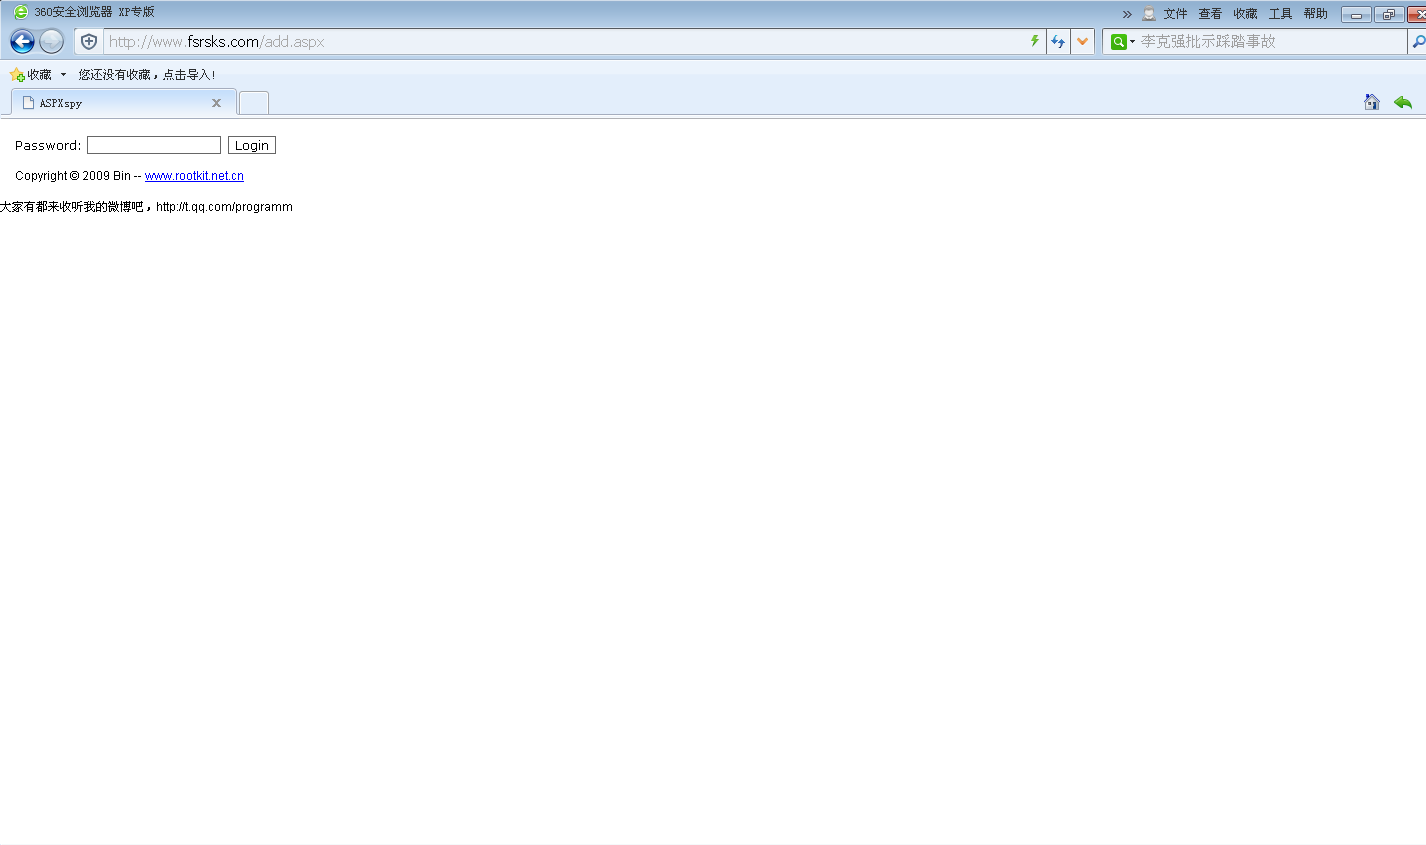 360安全浏览器 XP专版
» 文件 查看 收藏 工具 帮助
http://www.fsrsks.com/add.aspx
李克强批示踩踏事故
收藏 您还没有收藏，点击导入!
ASPXspy
Password: Login
Copyright © 2009 Bin -- www.rootkit.net.cn
大家有都来收听我的微博吧，http://t.qq.com/programm